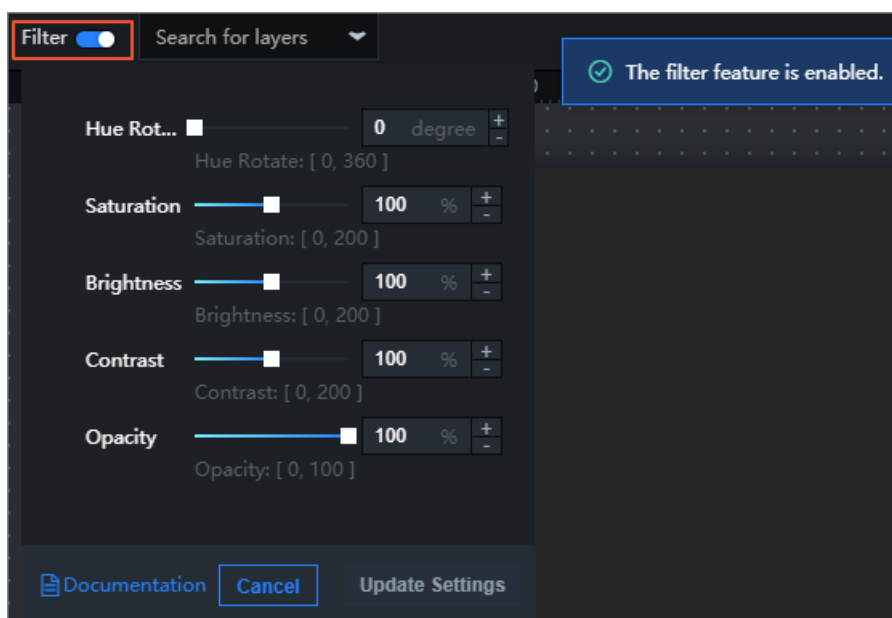 Filter
Search for layers
The filter feature is enabled.
Hue Rot... 0 degree + -
Hue Rotate: [ 0, 360 ]
Saturation 100 % + -
Saturation: [ 0, 200 ]
Brightness 100 % + -
Brightness: [ 0, 200 ]
Contrast 100 % + -
Contrast: [ 0, 200 ]
Opacity 100 % + -
Opacity: [ 0, 100 ]
Documentation Cancel Update Settings